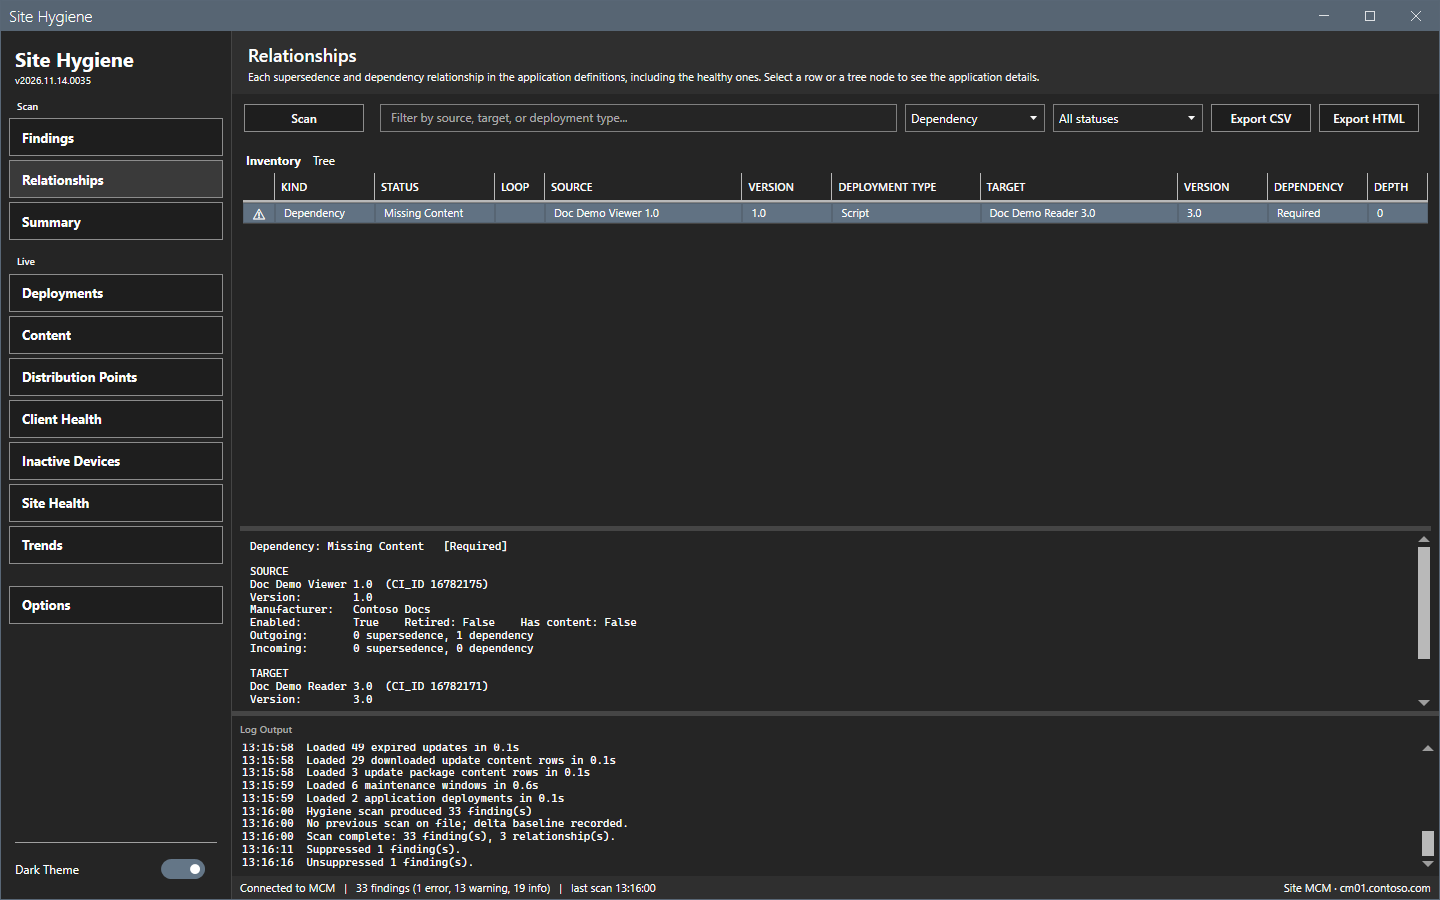 Site Hygiene
Site Hygiene
v2026.11.14.0035
Scan
Findings
Relationships
Summary
Live
Deployments
Content
Distribution Points
Client Health
Inactive Devices
Site Health
Trends
Options
Dark Theme
Relationships
Each supersedence and dependency relationship in the application definitions, including the healthy ones. Select a row or a tree node to see the application details.
Scan Filter by source, target, or deployment type... Dependency All statuses Export CSV Export HTML
Inventory Tree
KIND STATUS LOOP SOURCE VERSION DEPLOYMENT TYPE TARGET VERSION DEPENDENCY DEPTH
Dependency Missing Content Doc Demo Viewer 1.0 1.0 Script Doc Demo Reader 3.0 3.0 Required 0
Dependency: Missing Content [Required]
SOURCE
Doc Demo Viewer 1.0 (CI_ID 16782175)
Version: 1.0
Manufacturer: Contoso Docs
Enabled: True Retired: False Has content: False
Outgoing: 0 supersedence, 1 dependency
Incoming: 0 supersedence, 0 dependency
TARGET
Doc Demo Reader 3.0 (CI_ID 16782171)
Version: 3.0
Log Output
13:15:58 Loaded 49 expired updates in 0.1s
13:15:58 Loaded 29 downloaded update content rows in 0.1s
13:15:58 Loaded 3 update package content rows in 0.1s
13:15:59 Loaded 6 maintenance windows in 0.6s
13:15:59 Loaded 2 application deployments in 0.1s
13:16:00 Hygiene scan produced 33 finding(s)
13:16:00 No previous scan on file; delta baseline recorded.
13:16:00 Scan complete: 33 finding(s), 3 relationship(s).
13:16:11 Suppressed 1 finding(s).
13:16:16 Unsuppressed 1 finding(s).
Connected to MCM | 33 findings (1 error, 13 warning, 19 info) | last scan 13:16:00
Site MCM · cm01.contoso.com